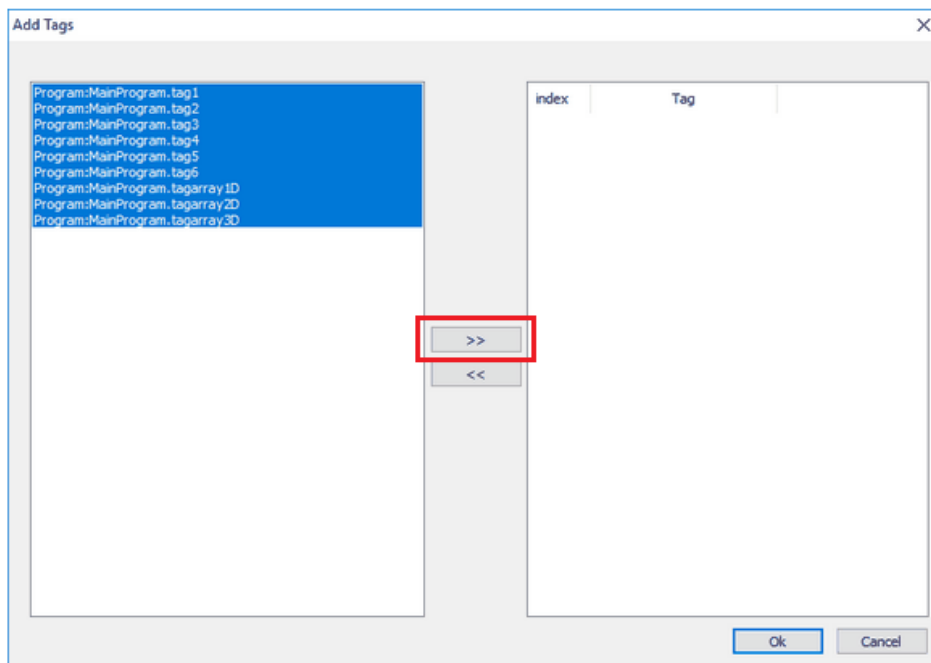 Add Tags
Program:MainProgram.tag1
Program:MainProgram.tag2
Program:MainProgram.tag3
Program:MainProgram.tag4
Program:MainProgram.tag5
Program:MainProgram.tag6
Program:MainProgram.tagarray1D
Program:MainProgram.tagarray2D
Program:MainProgram.tagarray3D
>>
<<
index Tag
Ok Cancel